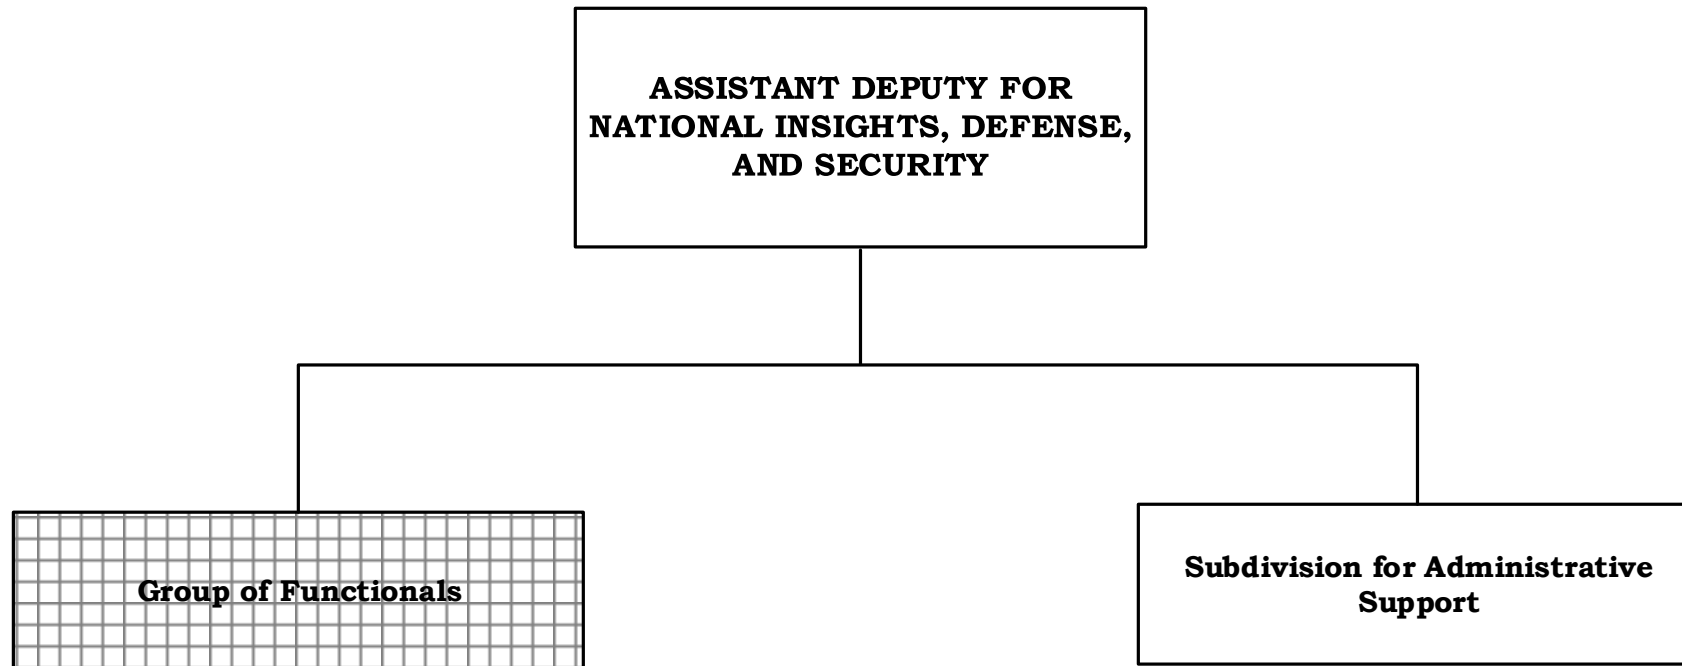 ASSISTANT DEPUTY FOR
NATIONAL INSIGHTS, DEFENSE,
AND SECURITY
Group of Functionals
Subdivision for Administrative
Support